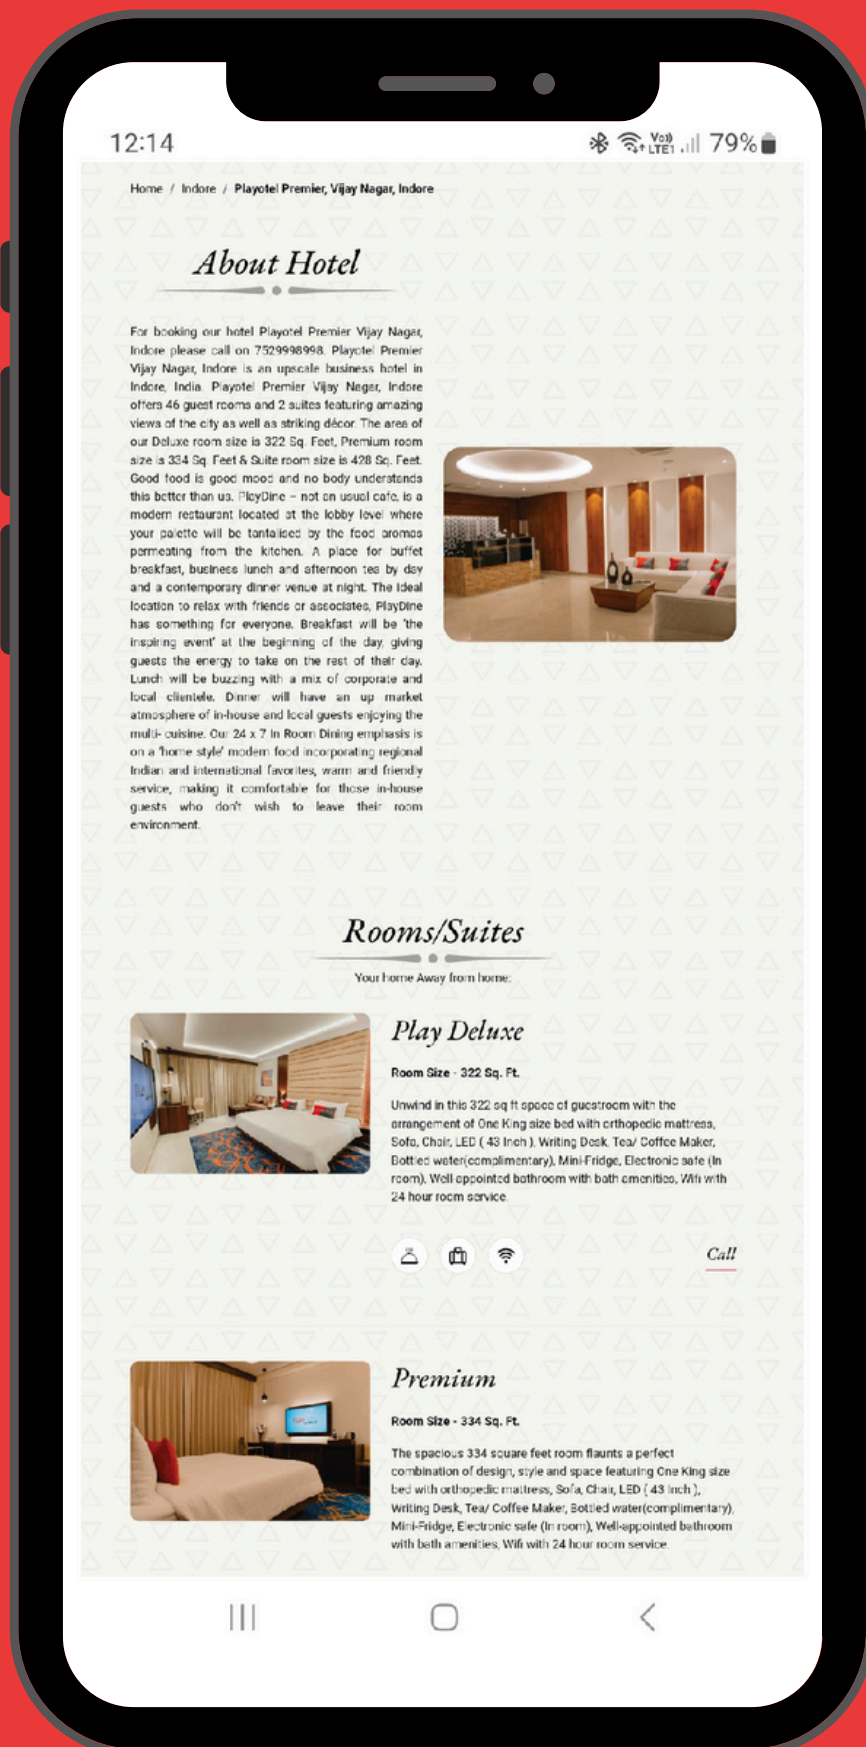 12:14
Vo)) LTE1 79%
Home / Indore / Playotel Premier, Vijay Nagar, Indore
About Hotel
For booking our hotel Playotel Premier Vijay Nagar,
Indore please call on 7529998998. Playotel Premier
Vijay Nagar, Indore is an upscale business hotel in
Indore, India. Playotel Premier Vijay Nagar, Indore
offers 46 guest rooms and 2 suites featuring amazing
views of the city as well as striking décor. The area of
our Deluxe room size is 322 Sq. Feet, Premium room
size is 334 Sq. Feet & Suite room size is 428 Sq. Feet.
Good food is good mood and no body understands
this better than us. PlayDine – not an usual cafe, is a
modern restaurant located at the lobby level where
your palette will be tantalised by the food aromas
permeating from the kitchen. A place for buffet
breakfast, business lunch and afternoon tea by day
and a contemporary dinner venue at night. The ideal
location to relax with friends or associates, PlayDine
has something for everyone. Breakfast will be 'the
inspiring event' at the beginning of the day, giving
guests the energy to take on the rest of their day.
Lunch will be buzzing with a mix of corporate and
local clientele. Dinner will have an up market
atmosphere of in-house and local guests enjoying the
multi- cuisine. Our 24 x 7 In Room Dining emphasis is
on a 'home style' modern food incorporating regional
Indian and international favorites, warm and friendly
service, making it comfortable for those in-house
guests who don't wish to leave their room
environment.
Rooms/Suites
Your home Away from home.
Play Deluxe
Room Size - 322 Sq. Ft.
Unwind in this 322 sq ft space of guestroom with the
arrangement of One King size bed with orthopedic mattress,
Sofa, Chair, LED ( 43 Inch ), Writing Desk, Tea/ Coffee Maker,
Bottled water(complimentary), Mini-Fridge, Electronic safe (In
room), Well appointed bathroom with bath amenities, Wifi with
24 hour room service.
Call
Premium
Room Size - 334 Sq. Ft.
The spacious 334 square feet room flaunts a perfect
combination of design, style and space featuring One King size
bed with orthopedic mattress, Sofa, Chair, LED ( 43 Inch ),
Writing Desk, Tea/ Coffee Maker, Bottled water(complimentary),
Mini-Fridge, Electronic safe (In room), Well-appointed bathroom
with bath amenities, Wifi with 24 hour room service.